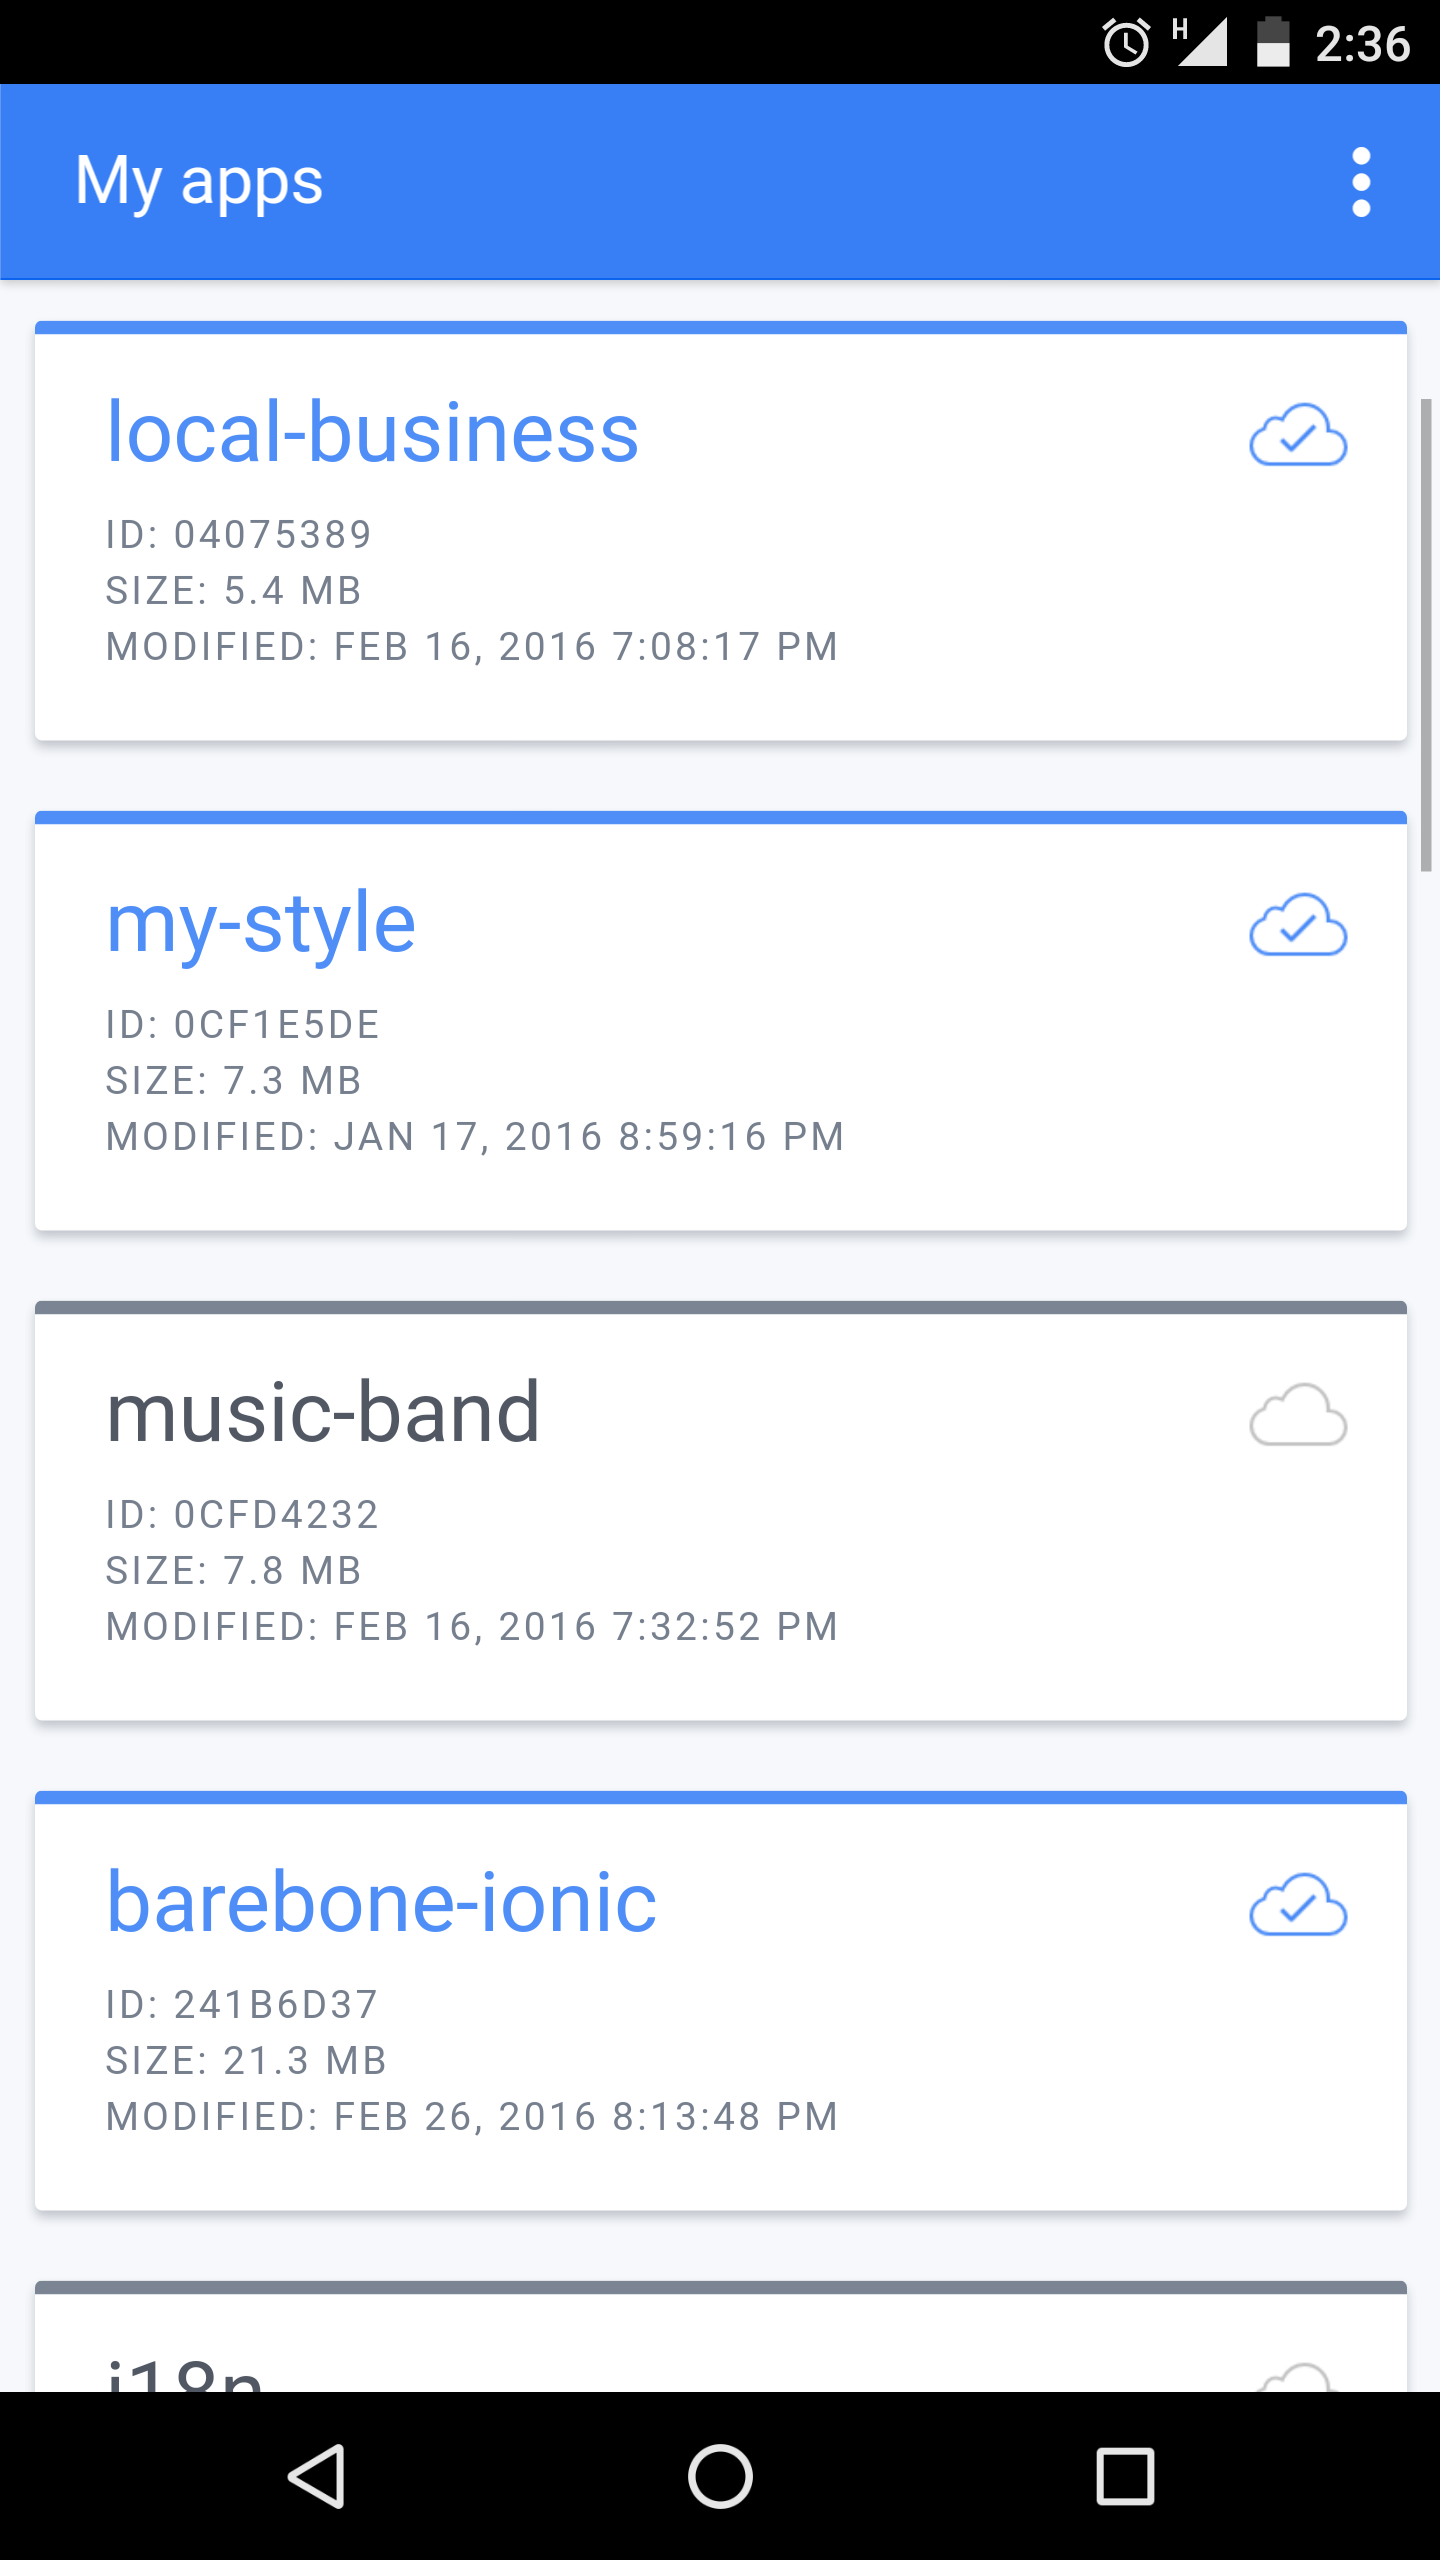 H 2:36
My apps
local-business
ID: 04075389
SIZE: 5.4 MB
MODIFIED: FEB 16, 2016 7:08:17 PM
my-style
ID: 0CF1E5DE
SIZE: 7.3 MB
MODIFIED: JAN 17, 2016 8:59:16 PM
music-band
ID: 0CFD4232
SIZE: 7.8 MB
MODIFIED: FEB 16, 2016 7:32:52 PM
barebone-ionic
ID: 241B6D37
SIZE: 21.3 MB
MODIFIED: FEB 26, 2016 8:13:48 PM
i18n